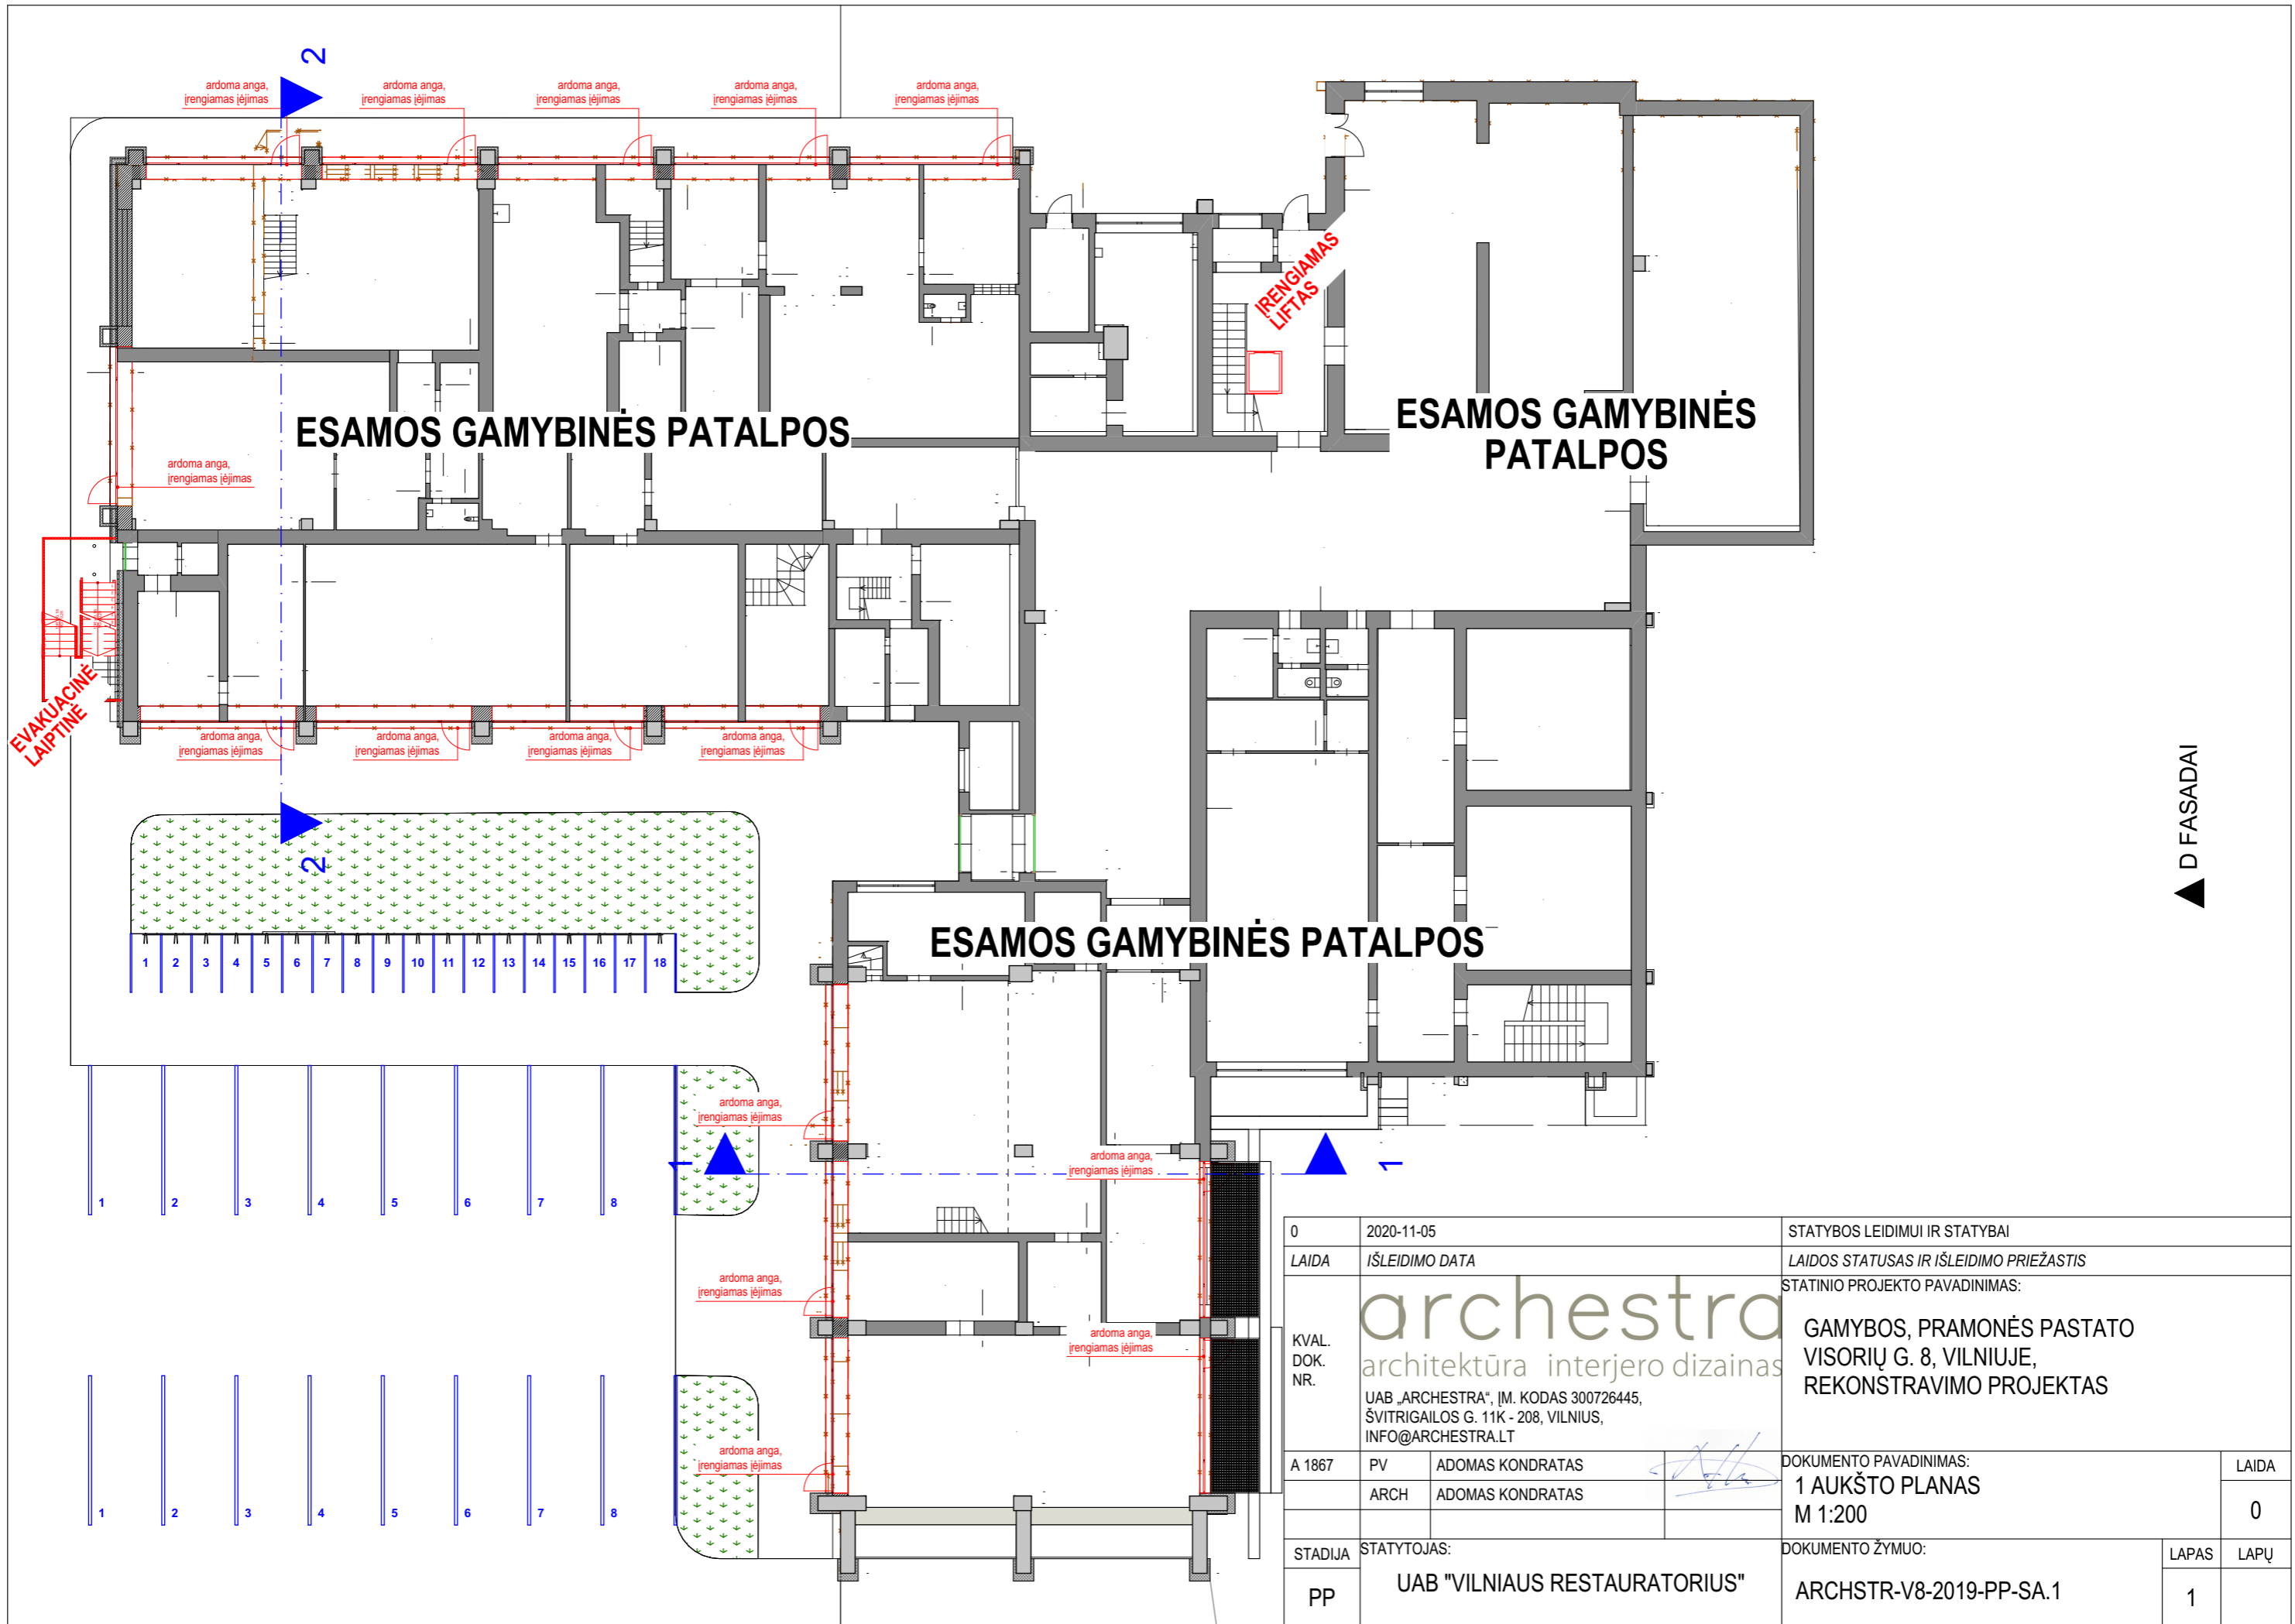 2
ardoma anga,
įrengiamas įėjimas
ardoma anga,
įrengiamas įėjimas
ardoma anga,
įrengiamas įėjimas
ardoma anga,
įrengiamas įėjimas
ardoma anga,
įrengiamas įėjimas
ĮRENGIAMAS
LIFTAS
ESAMOS GAMYBINĖS PATALPOS
ESAMOS GAMYBINĖS
PATALPOS
ardoma anga,
įrengiamas įėjimas
EVAKUACINĖ
LAIPTINĖ
ardoma anga,
įrengiamas įėjimas
ardoma anga,
įrengiamas įėjimas
ardoma anga,
įrengiamas įėjimas
ardoma anga,
įrengiamas įėjimas
D FASADAI
2
ESAMOS GAMYBINĖS PATALPOS
1 2 3 4 5 6 7 8 9 10 11 12 13 14 15 16 17 18
ardoma anga,
įrengiamas įėjimas
1
1
ardoma anga,
įrengiamas įėjimas
1 2 3 4 5 6 7 8
ardoma anga,
įrengiamas įėjimas
ardoma anga,
įrengiamas įėjimas
ardoma anga,
įrengiamas įėjimas
1 2 3 4 5 6 7 8
0 2020-11-05 STATYBOS LEIDIMUI IR STATYBAI
LAIDA IŠLEIDIMO DATA LAIDOS STATUSAS IR IŠLEIDIMO PRIEŽASTIS
KVAL.
DOK.
NR.
archestra
architektūra interjero dizainas
UAB „ARCHESTRA“, ĮM. KODAS 300726445,
ŠVITRIGAILOS G. 11K - 208, VILNIUS,
INFO@ARCHESTRA.LT
STATINIO PROJEKTO PAVADINIMAS:
GAMYBOS, PRAMONĖS PASTATO
VISORIŲ G. 8, VILNIUJE,
REKONSTRAVIMO PROJEKTAS
A 1867 PV ADOMAS KONDRATAS
ARCH ADOMAS KONDRATAS
DOKUMENTO PAVADINIMAS:
1 AUKŠTO PLANAS
M 1:200
LAIDA
0
STADIJA
PP
STATYTOJAS:
UAB "VILNIAUS RESTAURATORIUS"
DOKUMENTO ŽYMUO:
ARCHSTR-V8-2019-PP-SA.1
LAPAS
1
LAPŲ